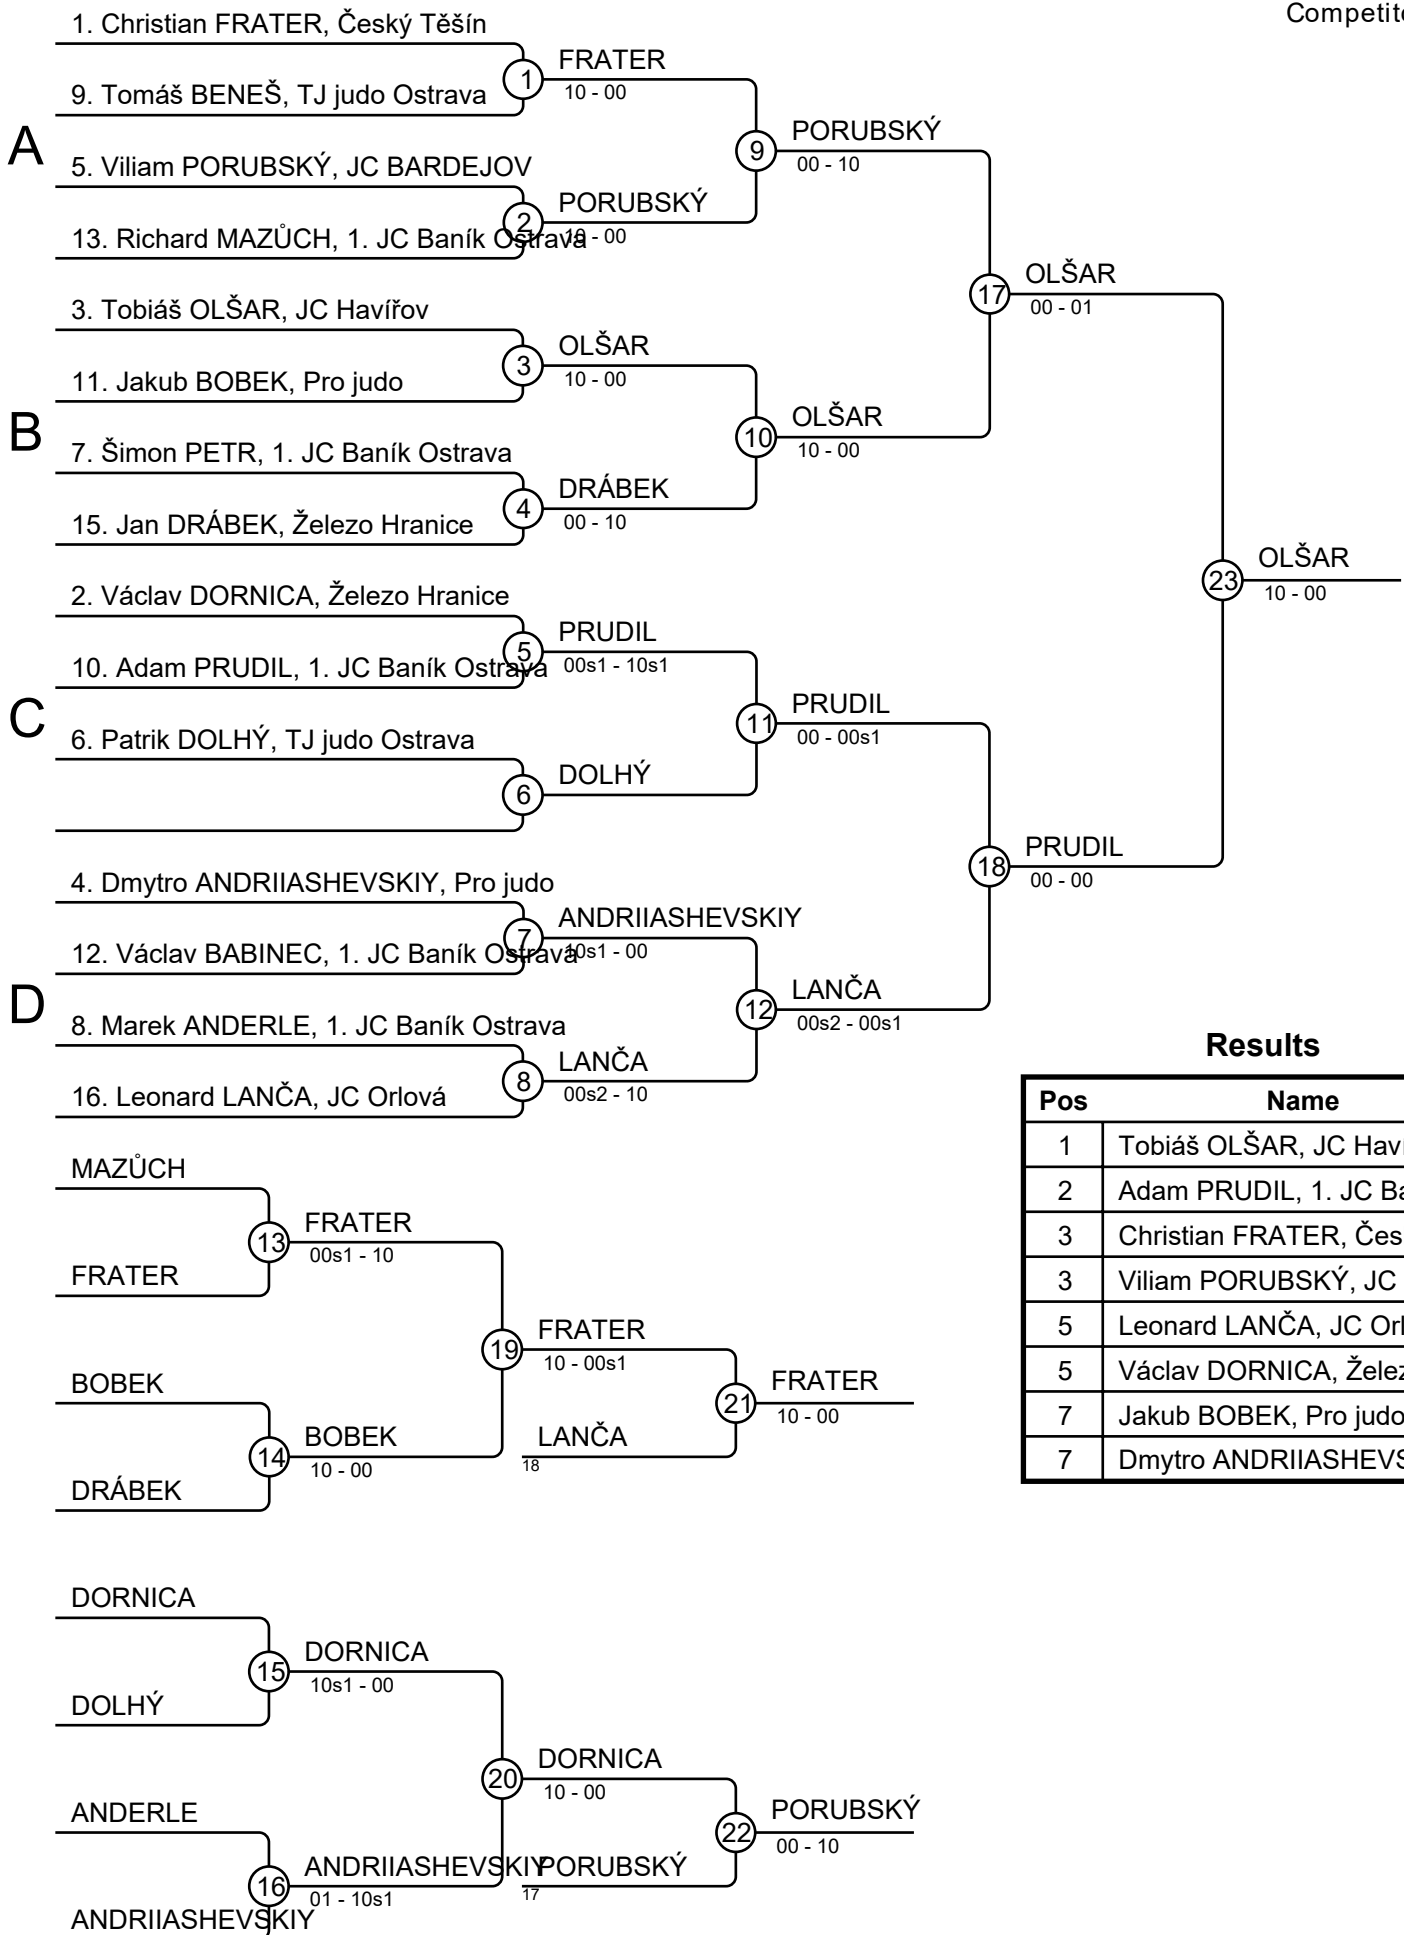 Competit
1. Christian FRATER, Český Těšín
1
FRATER
10 - 00
9. Tomáš BENEŠ, TJ judo Ostrava
A
9
PORUBSKÝ
00 - 10
5. Viliam PORUBSKÝ, JC BARDEJOV
2
PORUBSKÝ
10 - 00
13. Richard MAZŮCH, 1. JC Baník Ostrava
17
OLŠAR
00 - 01
3. Tobiáš OLŠAR, JC Havířov
3
OLŠAR
10 - 00
11. Jakub BOBEK, Pro judo
B
10
OLŠAR
10 - 00
7. Šimon PETR, 1. JC Baník Ostrava
4
DRÁBEK
00 - 10
15. Jan DRÁBEK, Železo Hranice
23
OLŠAR
10 - 00
2. Václav DORNICA, Železo Hranice
5
PRUDIL
00s1 - 10s1
10. Adam PRUDIL, 1. JC Baník Ostrava
C
11
PRUDIL
00 - 00s1
6. Patrik DOLHÝ, TJ judo Ostrava
6
DOLHÝ
18
PRUDIL
00 - 00
4. Dmytro ANDRIIASHEVSKIY, Pro judo
7
ANDRIIASHEVSKIY
10s1 - 00
12. Václav BABINEC, 1. JC Baník Ostrava
D
12
LANČA
00s2 - 00s1
8. Marek ANDERLE, 1. JC Baník Ostrava
8
LANČA
00s2 - 10
16. Leonard LANČA, JC Orlová
Results
Pos Name
1 Tobiáš OLŠAR, JC Hav
2 Adam PRUDIL, 1. JC Ba
3 Christian FRATER, Čes
3 Viliam PORUBSKÝ, JC
5 Leonard LANČA, JC Orl
5 Václav DORNICA, Želez
7 Jakub BOBEK, Pro judo
7 Dmytro ANDRIIASHEVS
MAZŮCH
13
FRATER
00s1 - 10
FRATER
19
FRATER
10 - 00s1
21
FRATER
10 - 00
BOBEK
14
BOBEK
10 - 00
LANČA
18
DRÁBEK
DORNICA
15
DORNICA
10s1 - 00
DOLHÝ
20
DORNICA
10 - 00
22
PORUBSKÝ
00 - 10
ANDERLE
16
ANDRIIASHEVSKIY
01 - 10s1
PORUBSKÝ
17
ANDRIIASHEVSKIY